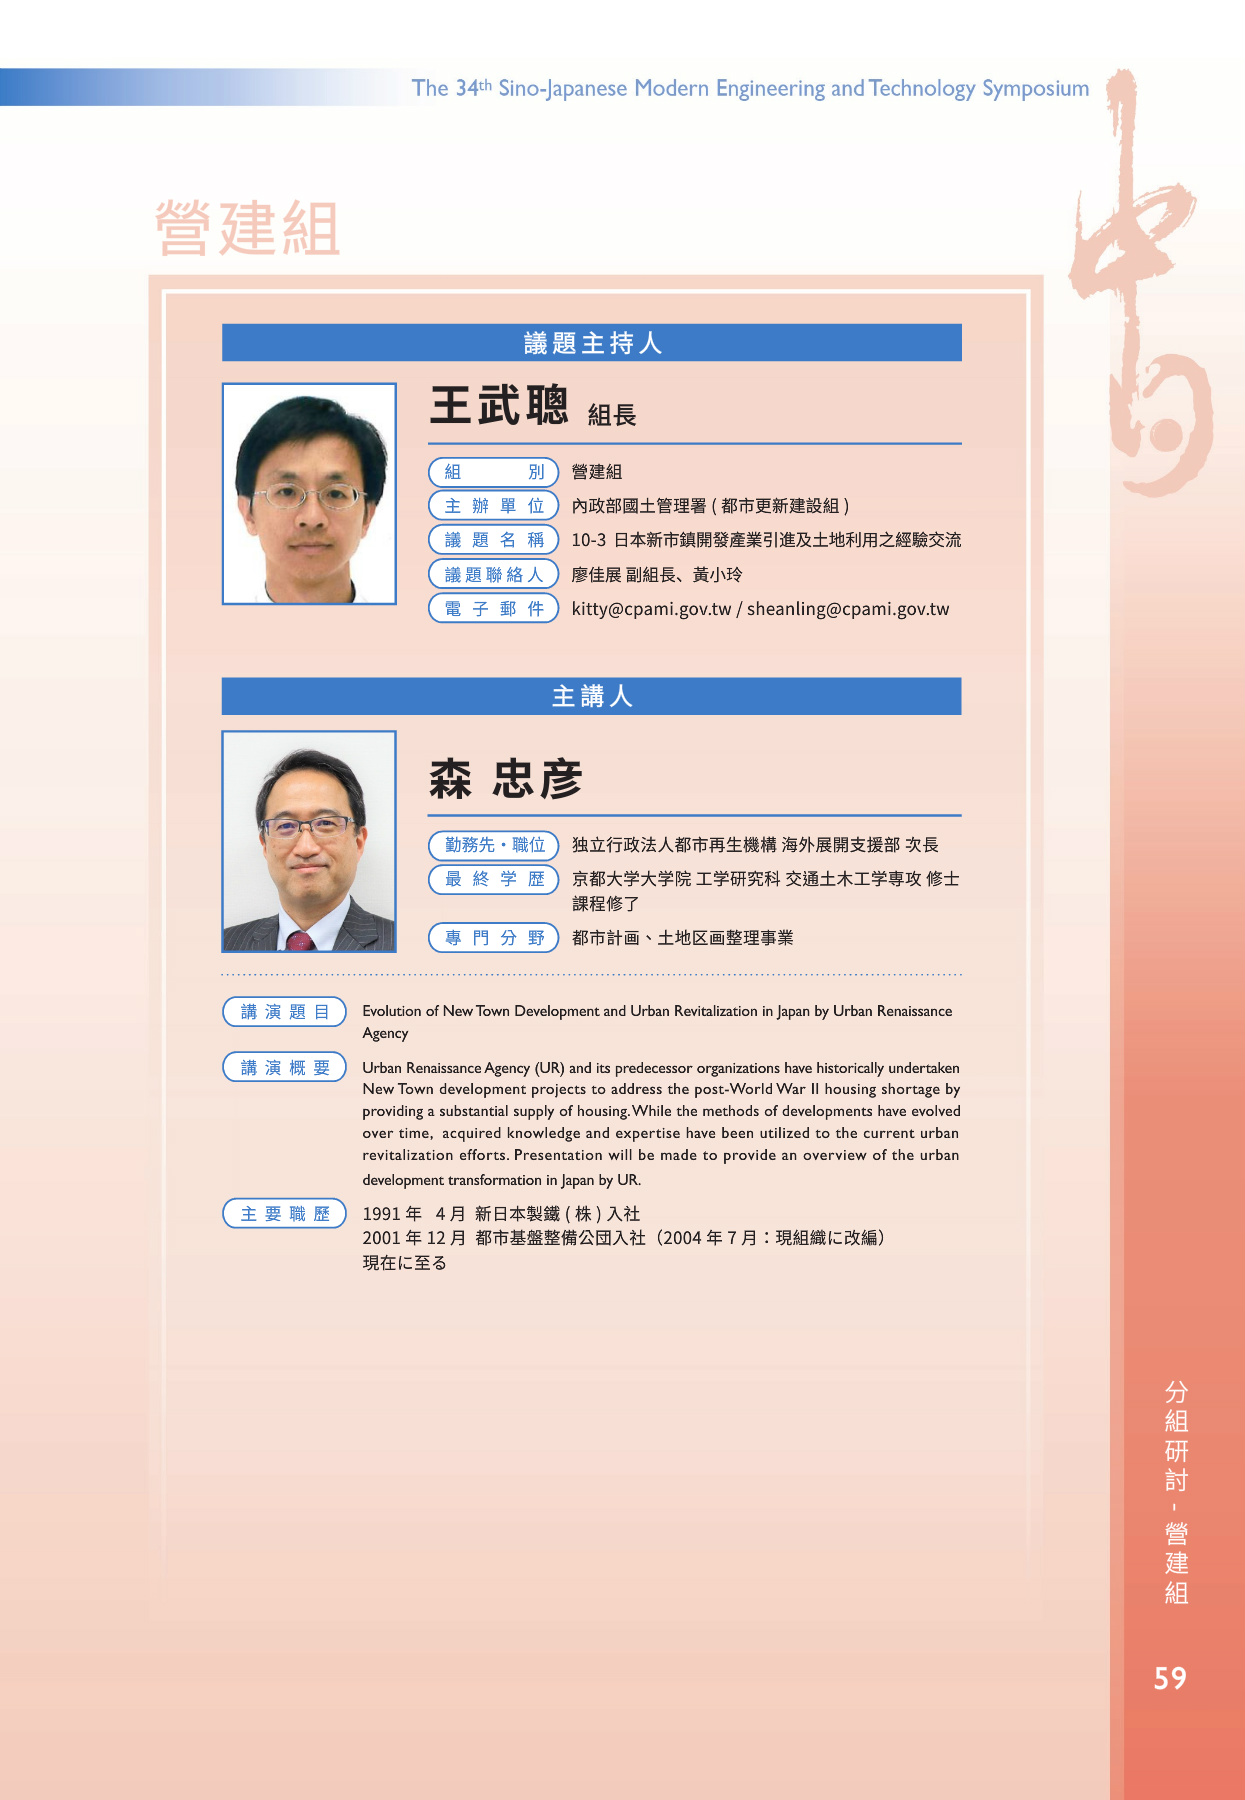 The 34th Sino-Japanese Modern Engineering and Technology Symposium
中日
營建組
議題主持人
王武聰 組長
組別 營建組
主辦單位 內政部國土管理署 ( 都市更新建設組 )
議題名稱 10-3 日本新市鎮開發產業引進及土地利用之經驗交流
議題聯絡人 廖佳展 副組長、黃小玲
電子郵件 kitty@cpami.gov.tw / sheanling@cpami.gov.tw
主講人
森 忠彦
勤務先・職位 独立行政法人都市再生機構 海外展開支援部 次長
最終学歴 京都大学大学院 工学研究科 交通土木工学専攻 修士
課程修了
專門分野 都市計画、土地区画整理事業
講演題目 Evolution of New Town Development and Urban Revitalization in Japan by Urban Renaissance
Agency
講演概要 Urban Renaissance Agency (UR) and its predecessor organizations have historically undertaken
New Town development projects to address the post-World War II housing shortage by
providing a substantial supply of housing. While the methods of developments have evolved
over time, acquired knowledge and expertise have been utilized to the current urban
revitalization efforts. Presentation will be made to provide an overview of the urban
development transformation in Japan by UR.
主要職歷 1991 年 4 月 新日本製鐵 ( 株 ) 入社
2001 年 12 月 都市基盤整備公団入社（2004 年 7 月：現組織に改編）
現在に至る
分組研討 - 營建組
59